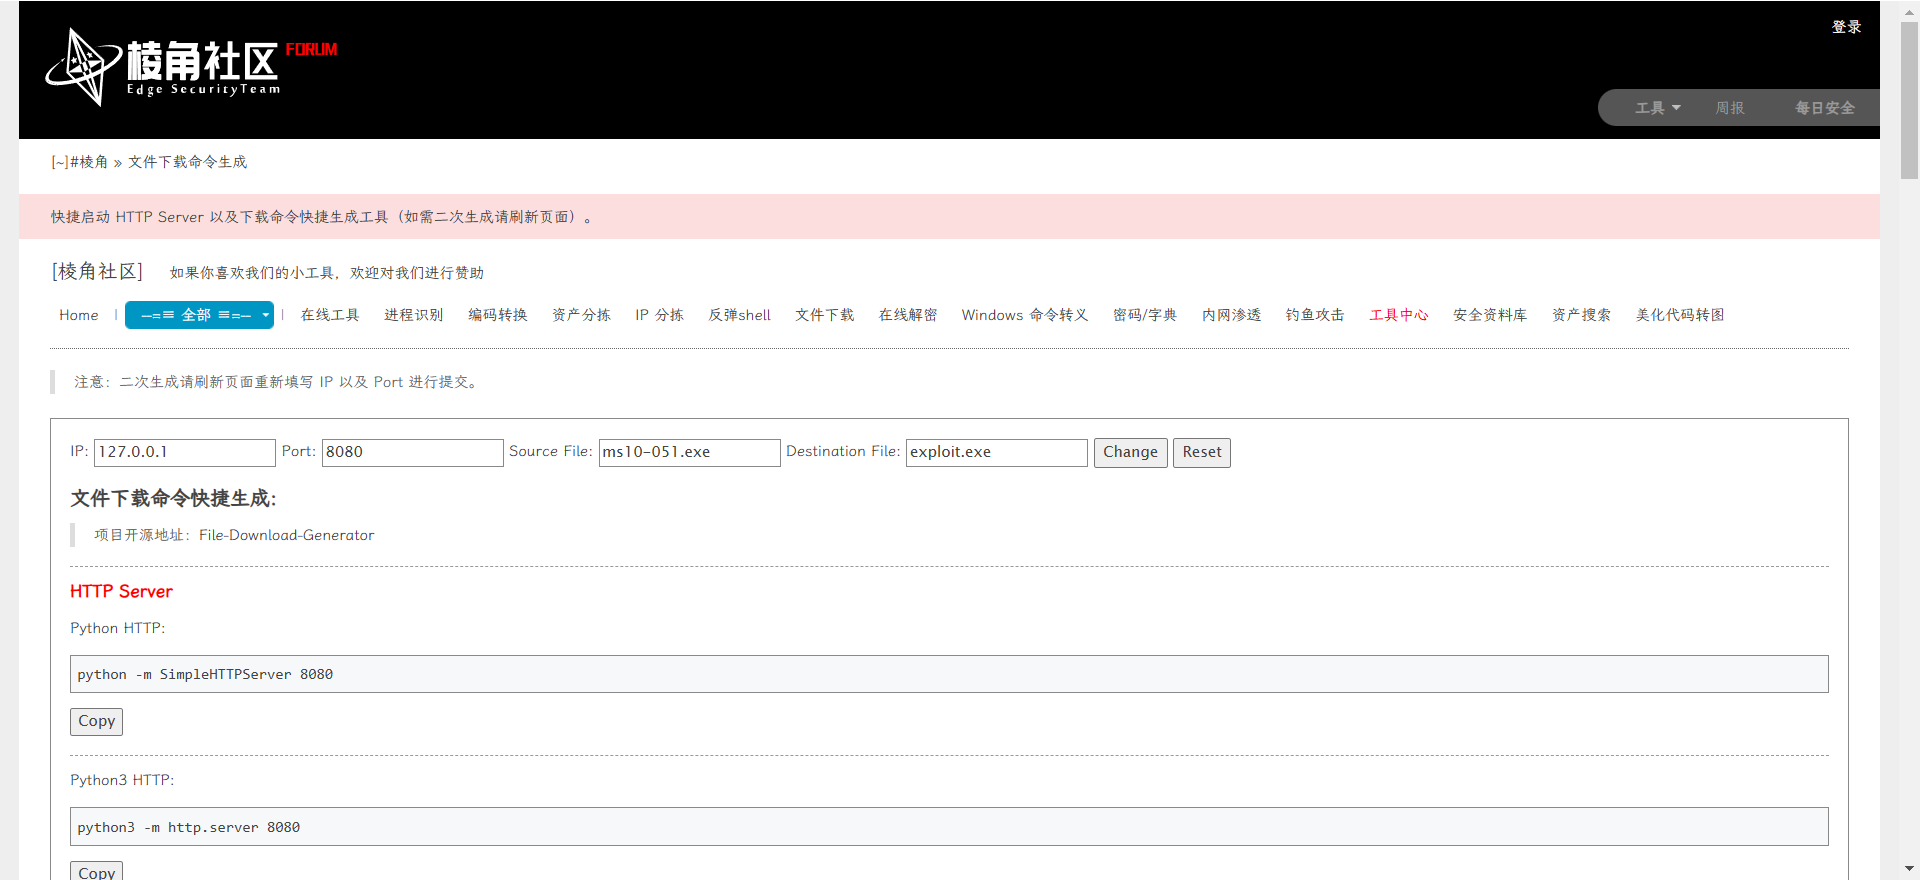 登录
棱角社区 FORUM
Edge SecurityTeam
工具 周报 每日安全
[~]#棱角 » 文件下载命令生成
快捷启动 HTTP Server 以及下载命令快捷生成工具（如需二次生成请刷新页面）。
[棱角社区] 如果你喜欢我们的小工具，欢迎对我们进行赞助
Home | —=≡ 全部 ≡=— | 在线工具 进程识别 编码转换 资产分拣 IP 分拣 反弹shell 文件下载 在线解密 Windows 命令转义 密码/字典 内网渗透 钓鱼攻击 工具中心 安全资料库 资产搜索 美化代码转图
注意：二次生成请刷新页面重新填写 IP 以及 Port 进行提交。
IP: 127.0.0.1 Port: 8080 Source File: ms10-051.exe Destination File: exploit.exe Change Reset
文件下载命令快捷生成:
项目开源地址：File-Download-Generator
HTTP Server
Python HTTP:
python -m SimpleHTTPServer 8080
Copy
Python3 HTTP:
python3 -m http.server 8080
Copy